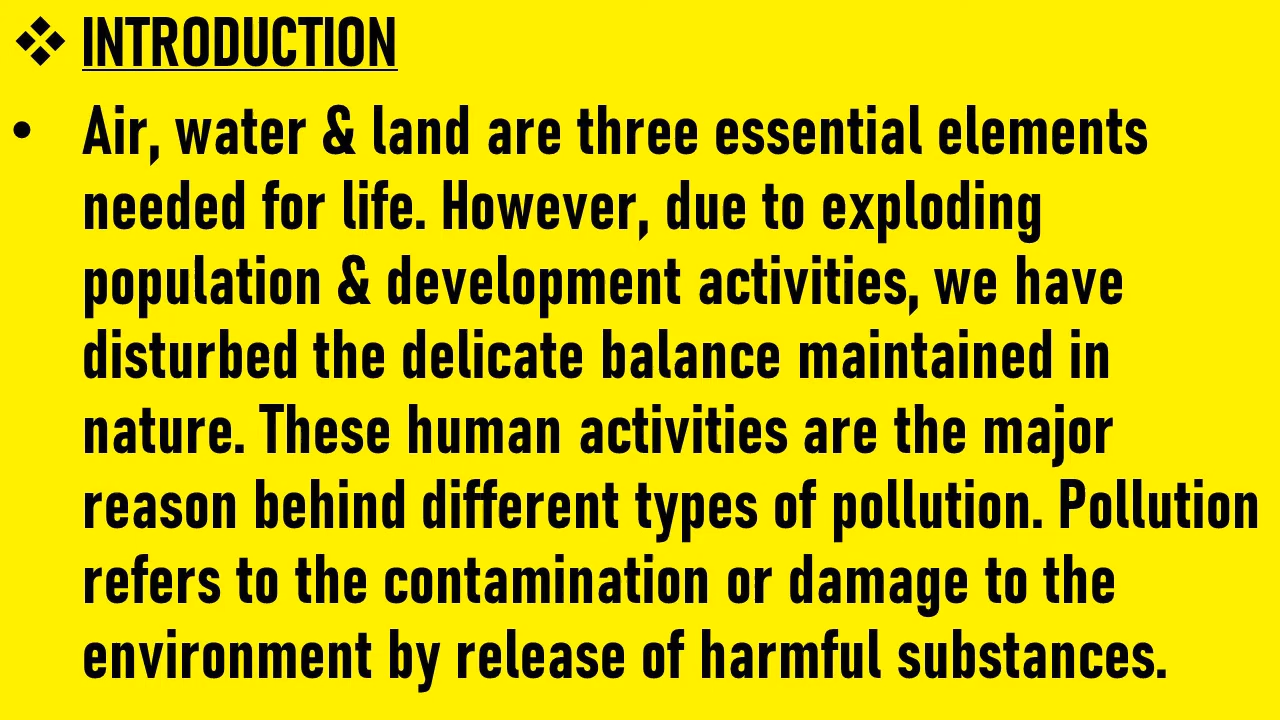 ❖ INTRODUCTION
• Air, water & land are three essential elements
needed for life. However, due to exploding
population & development activities, we have
disturbed the delicate balance maintained in
nature. These human activities are the major
reason behind different types of pollution. Pollution
refers to the contamination or damage to the
environment by release of harmful substances.